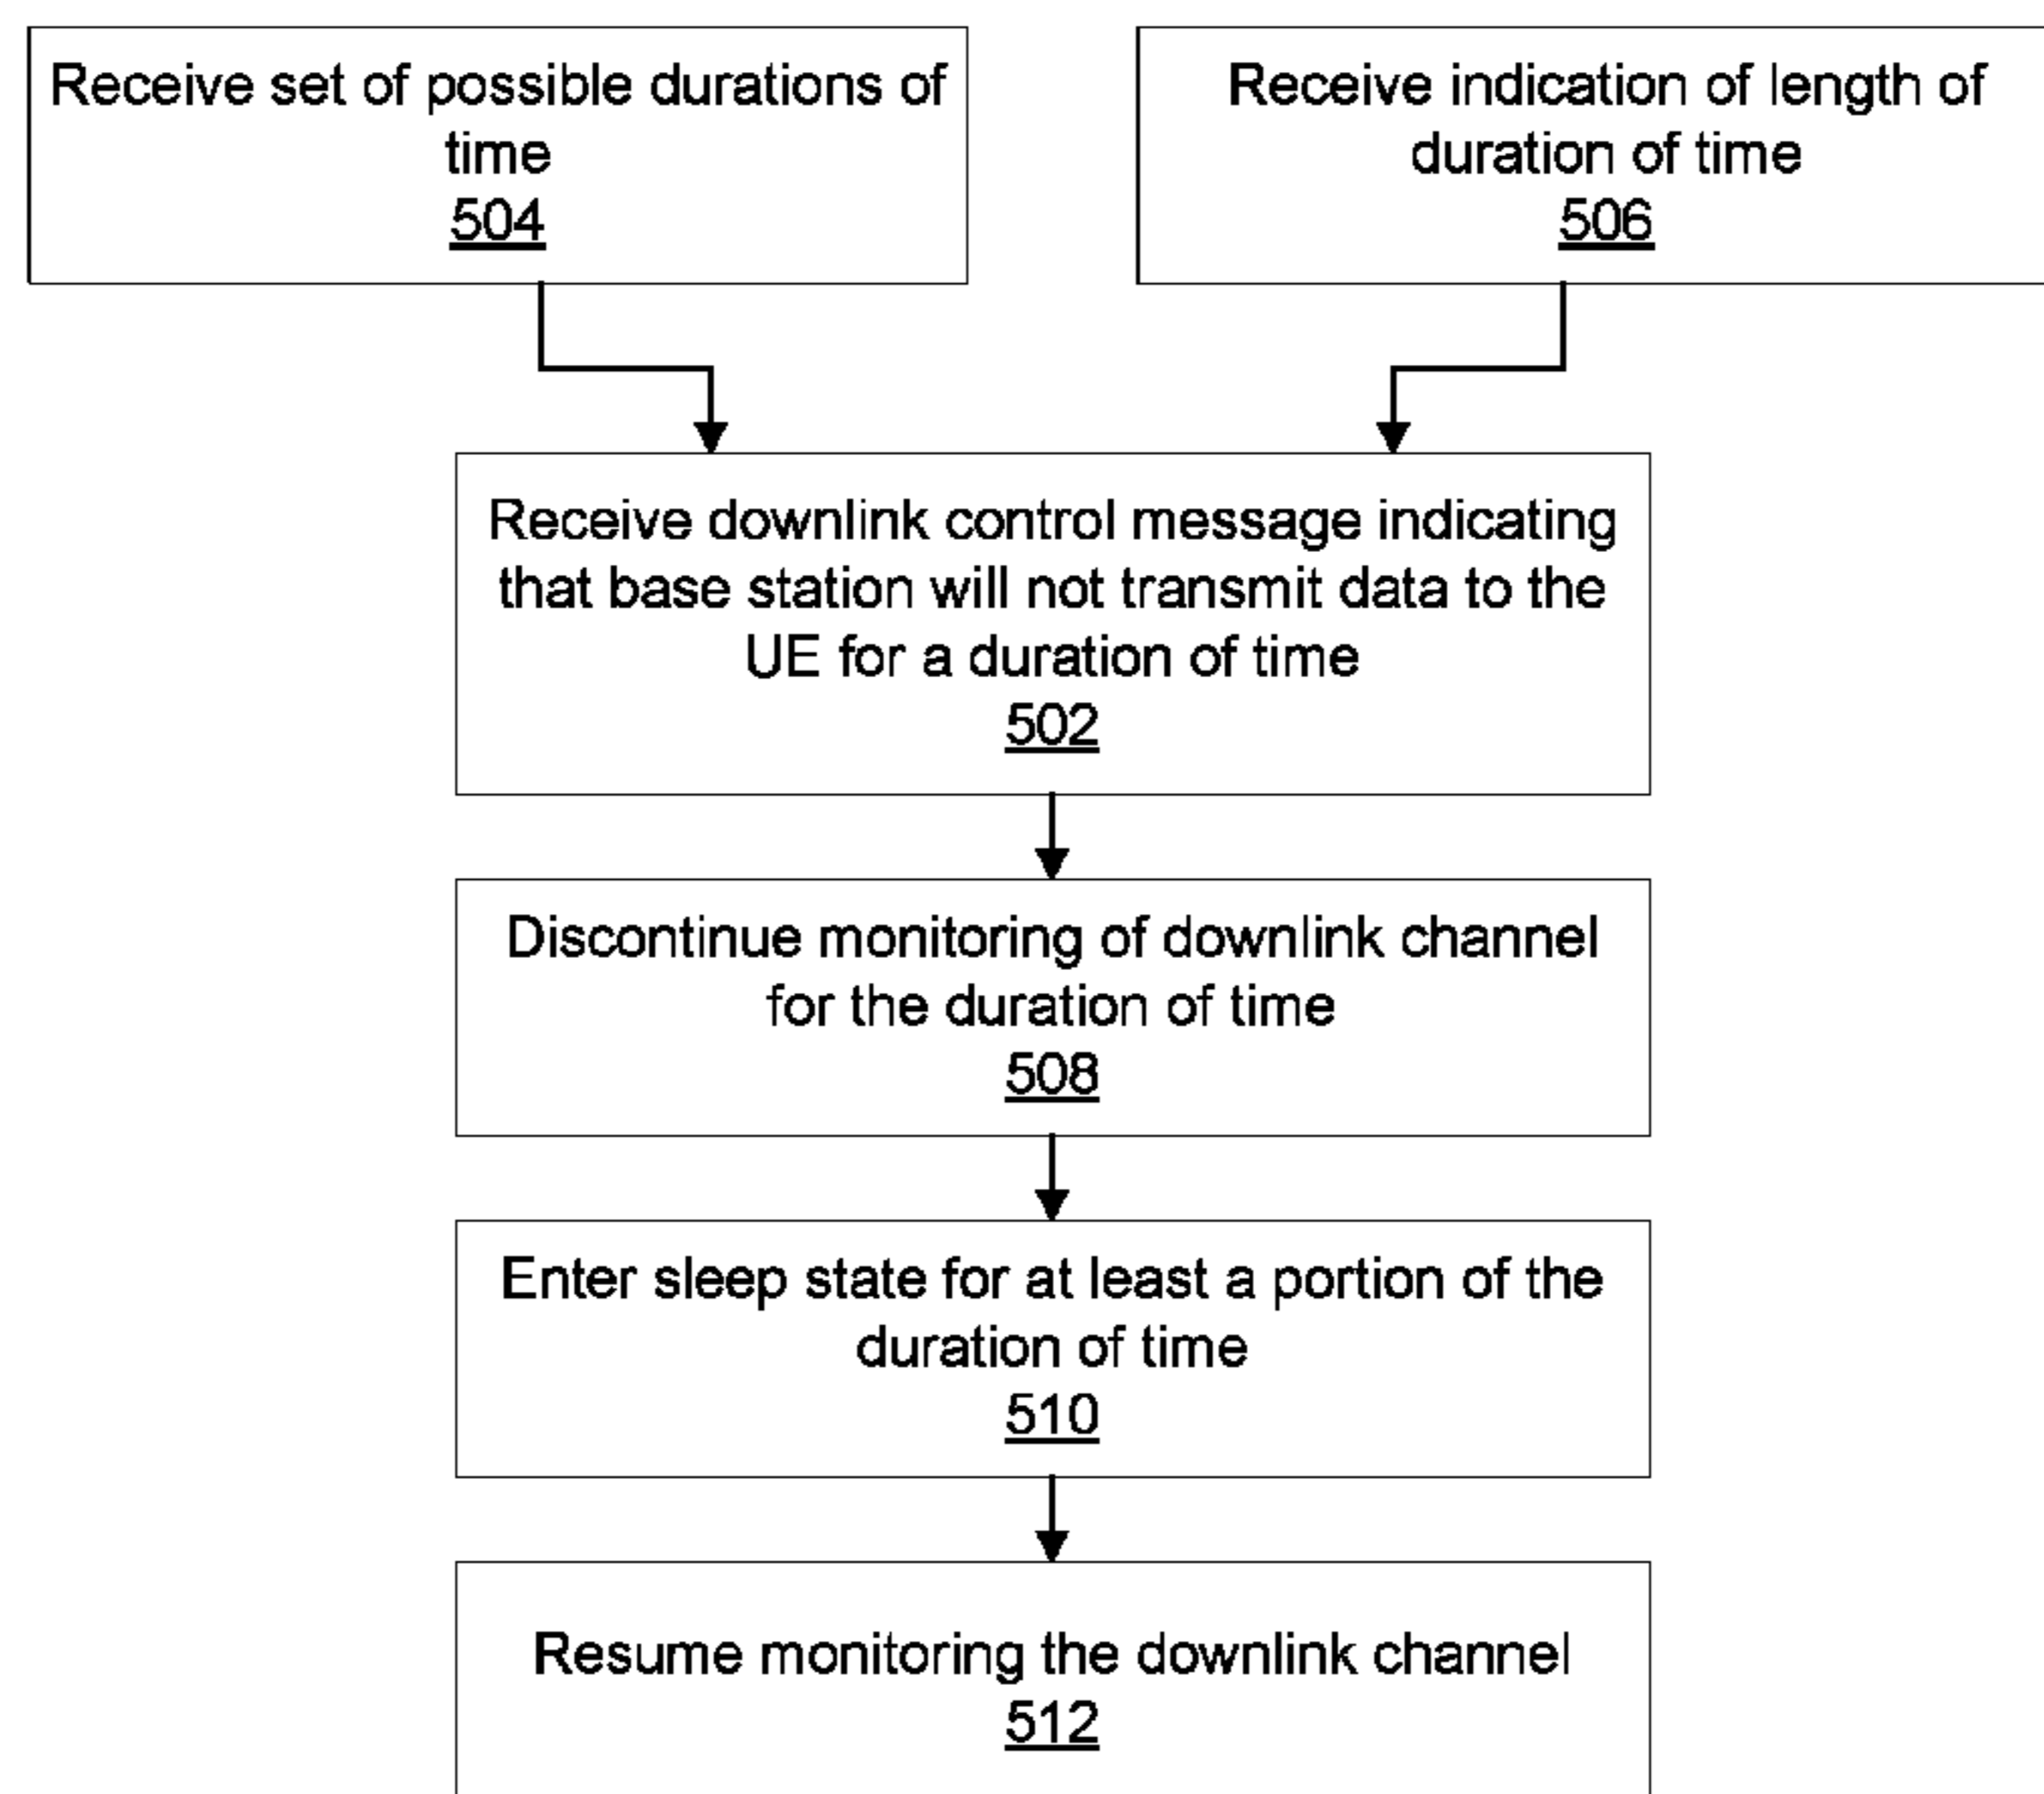 Receive set of possible durations of
time
504
Receive indication of length of
duration of time
506
Receive downlink control message indicating
that base station will not transmit data to the
UE for a duration of time
502
Discontinue monitoring of downlink channel
for the duration of time
508
Enter sleep state for at least a portion of the
duration of time
510
Resume monitoring the downlink channel
512